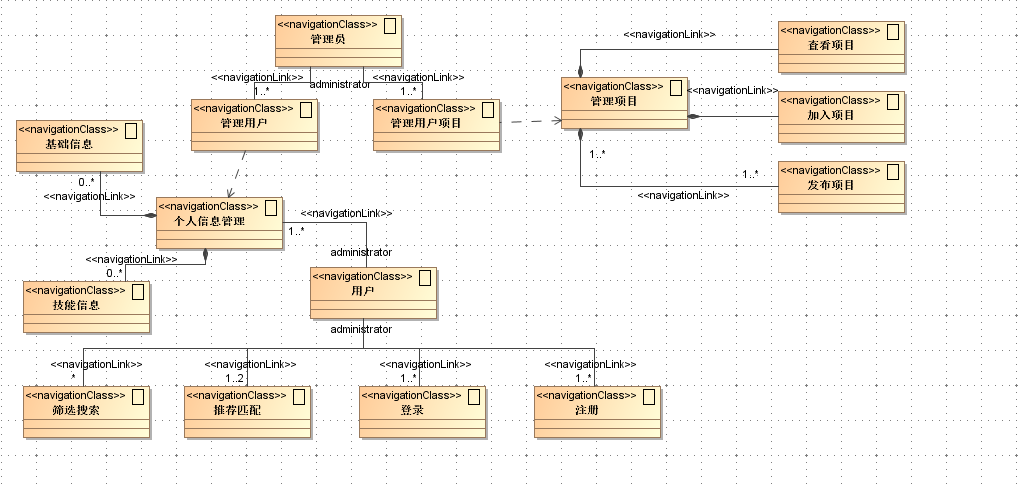 <<navigationClass>>
管理员
<<navigationLink>>
administrator
<<navigationLink>>
1..*
1..*
<<navigationClass>>
管理用户
<<navigationClass>>
管理用户项目
<<navigationClass>>
管理项目
<<navigationLink>>
<<navigationClass>>
查看项目
<<navigationLink>>
<<navigationClass>>
加入项目
1..*
1..*
<<navigationLink>>
<<navigationClass>>
发布项目
<<navigationClass>>
基础信息
0..*
<<navigationLink>>
<<navigationClass>>
个人信息管理
<<navigationLink>>
1..*
administrator
<<navigationLink>>
0..*
<<navigationClass>>
技能信息
<<navigationClass>>
用户
administrator
<<navigationLink>>
*
<<navigationLink>>
1..2
<<navigationLink>>
1..*
<<navigationLink>>
1..*
<<navigationClass>>
筛选搜索
<<navigationClass>>
推荐匹配
<<navigationClass>>
登录
<<navigationClass>>
注册